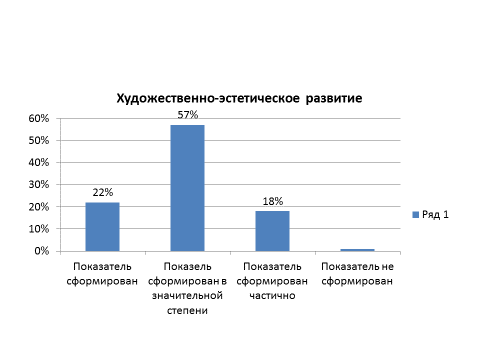 Художественно-эстетическое развитие
60%
50%
40%
30%
20%
10%
0%
22%
57%
18%
Показатель
сформирован
Показель
сформирован в
значительной
степени
Показатель
сформирован
частично
Показатель не
сформирован
Ряд 1